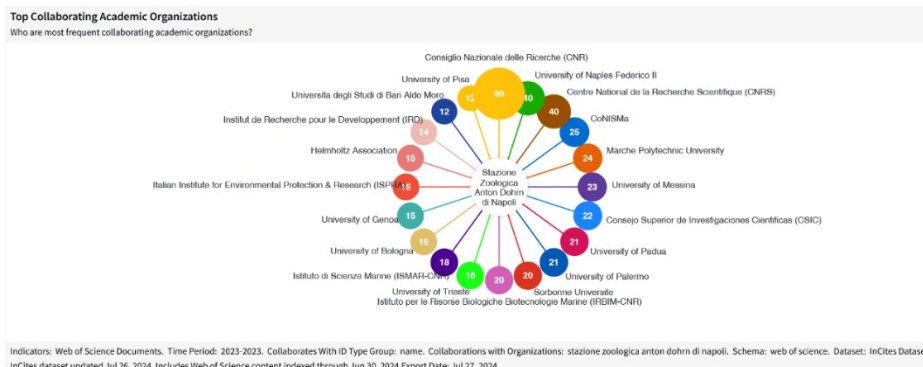 Top Collaborating Academic Organizations
Who are most frequent collaborating academic organizations?
Consiglio Nazionale delle Ricerche (CNR)
99
University of Naples Federico II
40
Centre National de la Recherche Scientifique (CNRS)
40
CoNISMa
25
Marche Polytechnic University
24
University of Messina
23
Consejo Superior de Investigaciones Cientificas (CSIC)
22
University of Padua
21
University of Palermo
21
Sorbonne Universite
20
Istituto per le Risorse Biologiche Biotecnologie Marine (IRBIM-CNR)
20
University of Trieste
18
Istituto di Scienze Marine (ISMAR-CNR)
18
University of Bologna
15
University of Genoa
15
Italian Institute for Environmental Protection & Research (ISPRA)
15
Helmholtz Association
15
Institut de Recherche pour le Developpement (IRD)
14
Universita degli Studi di Bari Aldo Moro
12
University of Pisa
12
Stazione
Zoologica
Anton Dohrn
di Napoli
Indicators: Web of Science Documents. Time Period: 2023-2023. Collaborates With ID Type Group: name. Collaborations with Organizations: stazione zoologica anton dohrn di napoli. Schema: web of science. Dataset: InCites Datase
InCites dataset updated Jul 26, 2024. Includes Web of Science content indexed through Jun 30, 2024 Export Date: Jul 27, 2024.